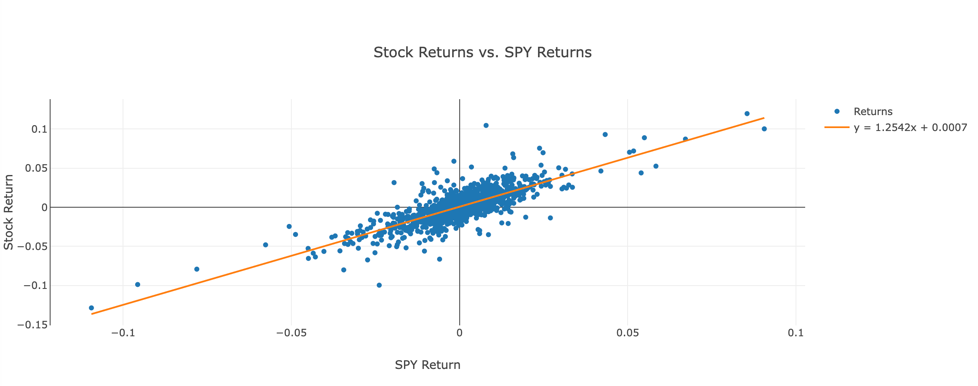 Stock Returns vs. SPY Returns
Returns
y = 1.2542x + 0.0007
0.1
0.05
0
−0.05
−0.1
−0.15
Stock Return
−0.1
−0.05
0
0.05
0.1
SPY Return